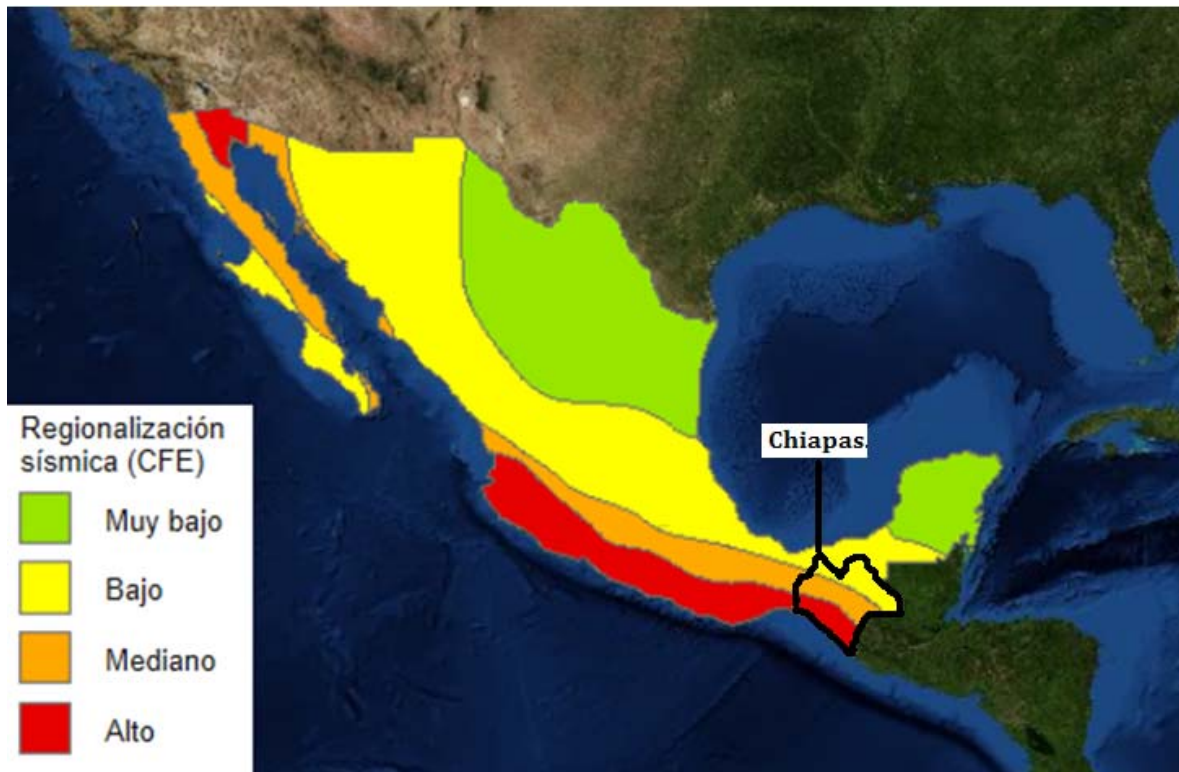 Chiapas.
Regionalización
sísmica (CFE)
Muy bajo
Bajo
Mediano
Alto